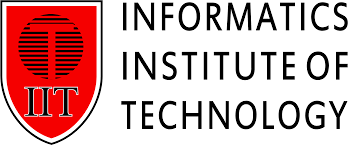 IIT
INFORMATICS
INSTITUTE OF
TECHNOLOGY